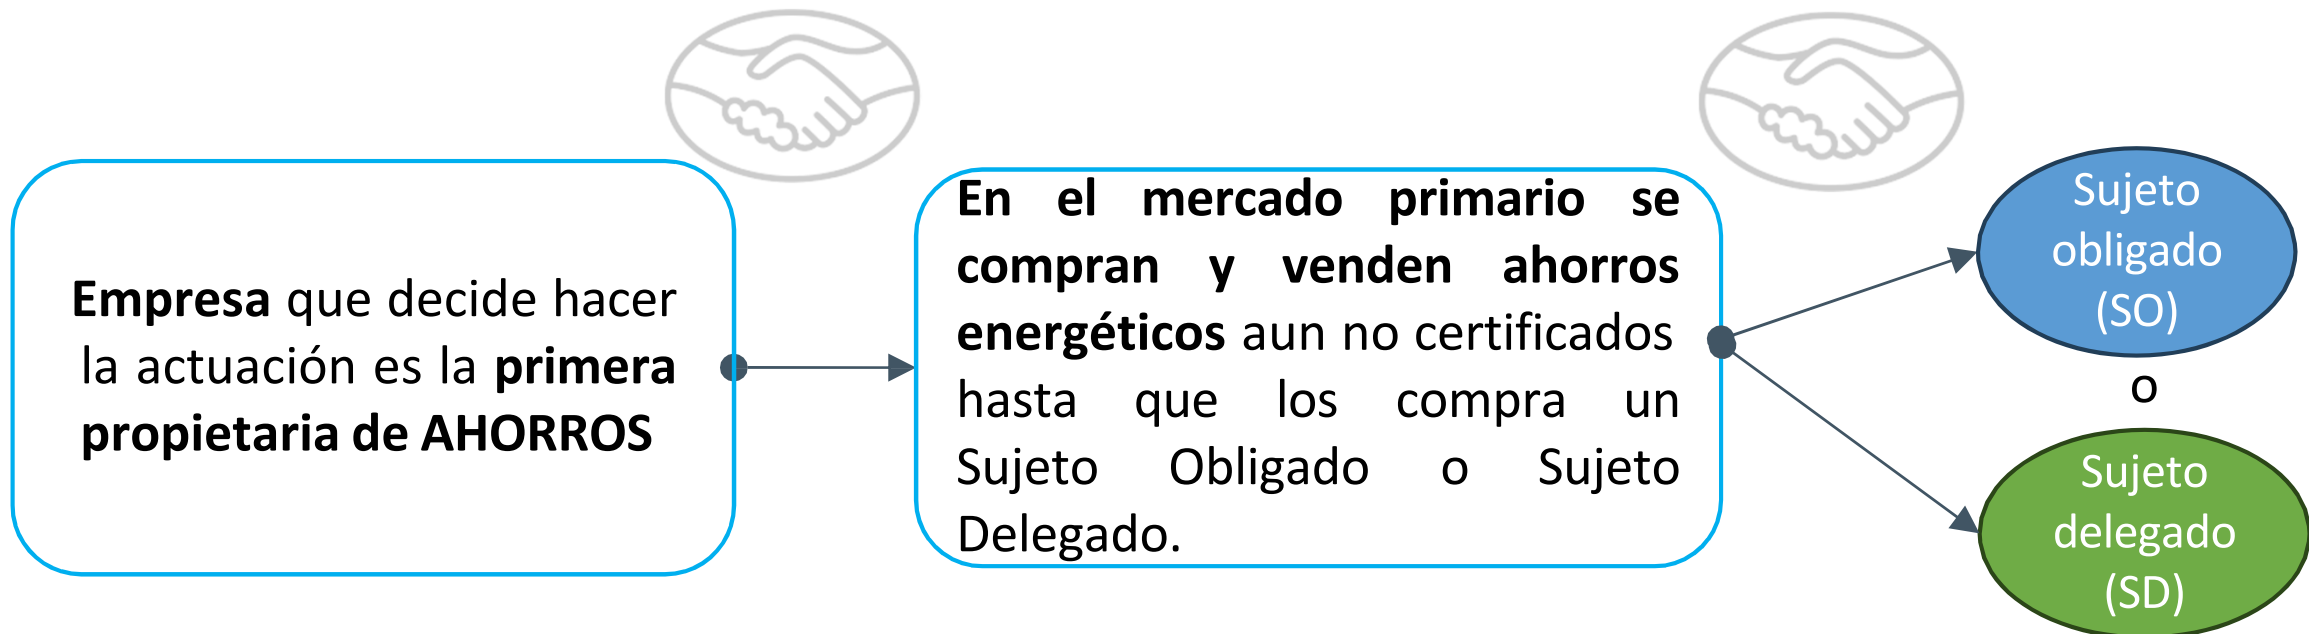 Empresa que decide hacer
la actuación es la primera
propietaria de AHORROS
En el mercado primario se
compran y venden ahorros
energéticos aun no certificados
hasta que los compra un
Sujeto Obligado o Sujeto
Delegado.
Sujeto
obligado
(SO)
o
Sujeto
delegado
(SD)